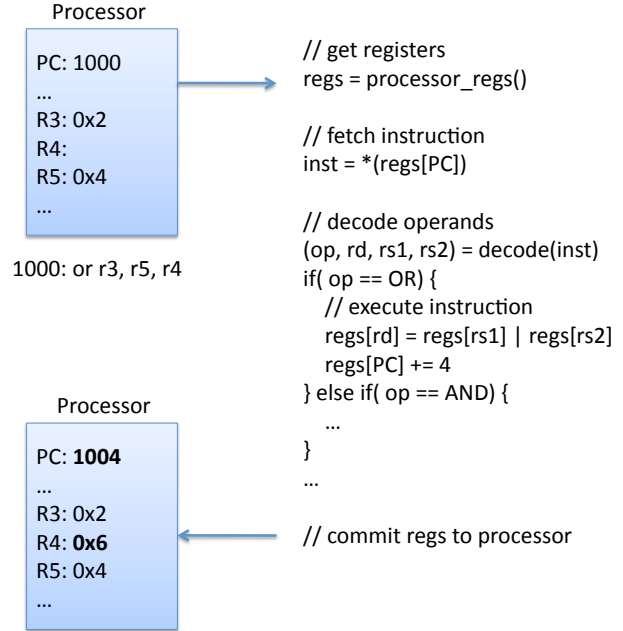 Processor
PC: 1000
...
R3: 0x2
R4:
R5: 0x4
...
1000: or r3, r5, r4
// get registers
regs = processor_regs()
// fetch instruction
inst = *(regs[PC])
// decode operands
(op, rd, rs1, rs2) = decode(inst)
if( op == OR) {
// execute instruction
regs[rd] = regs[rs1] | regs[rs2]
regs[PC] += 4
} else if( op == AND) {
...
}
...
Processor
PC: 1004
...
R3: 0x2
R4: 0x6
R5: 0x4
...
// commit regs to processor